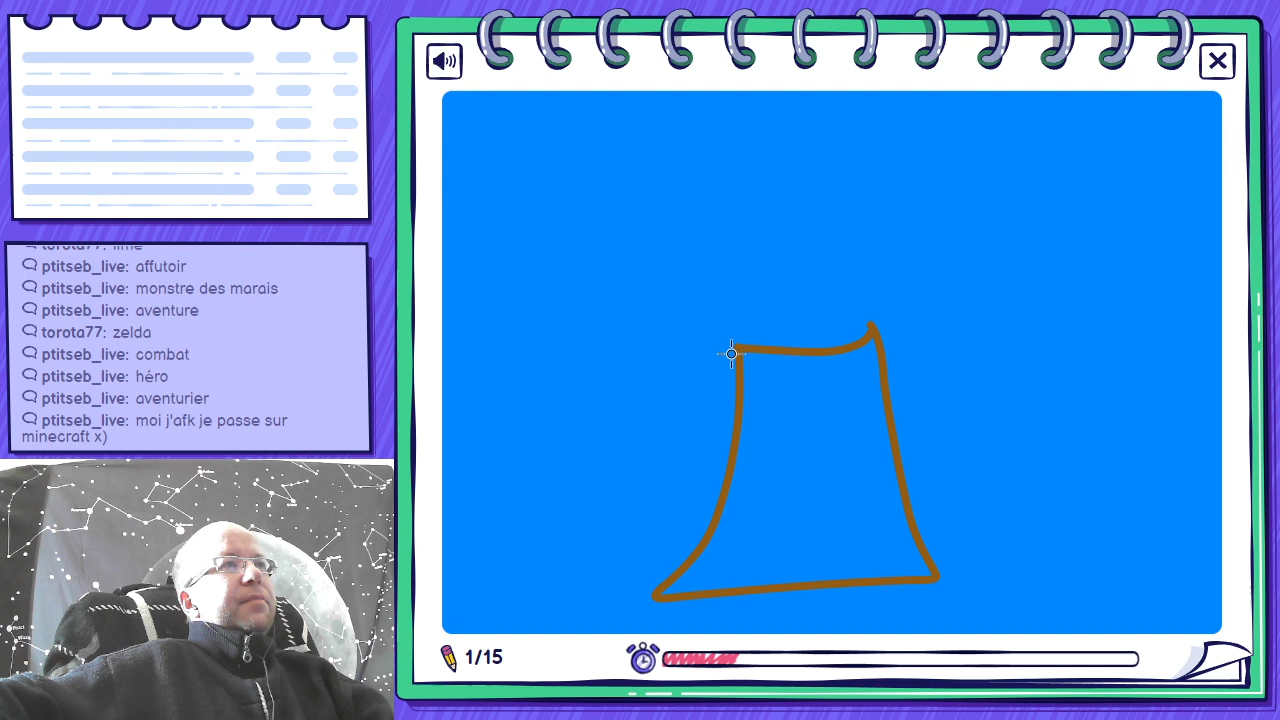 ptitseb_live: affutoir
ptitseb_live: monstre des marais
ptitseb_live: aventure
torota77: zelda
ptitseb_live: combat
ptitseb_live: héro
ptitseb_live: aventurier
ptitseb_live: moi j'afk je passe sur
minecraft x)
1/15